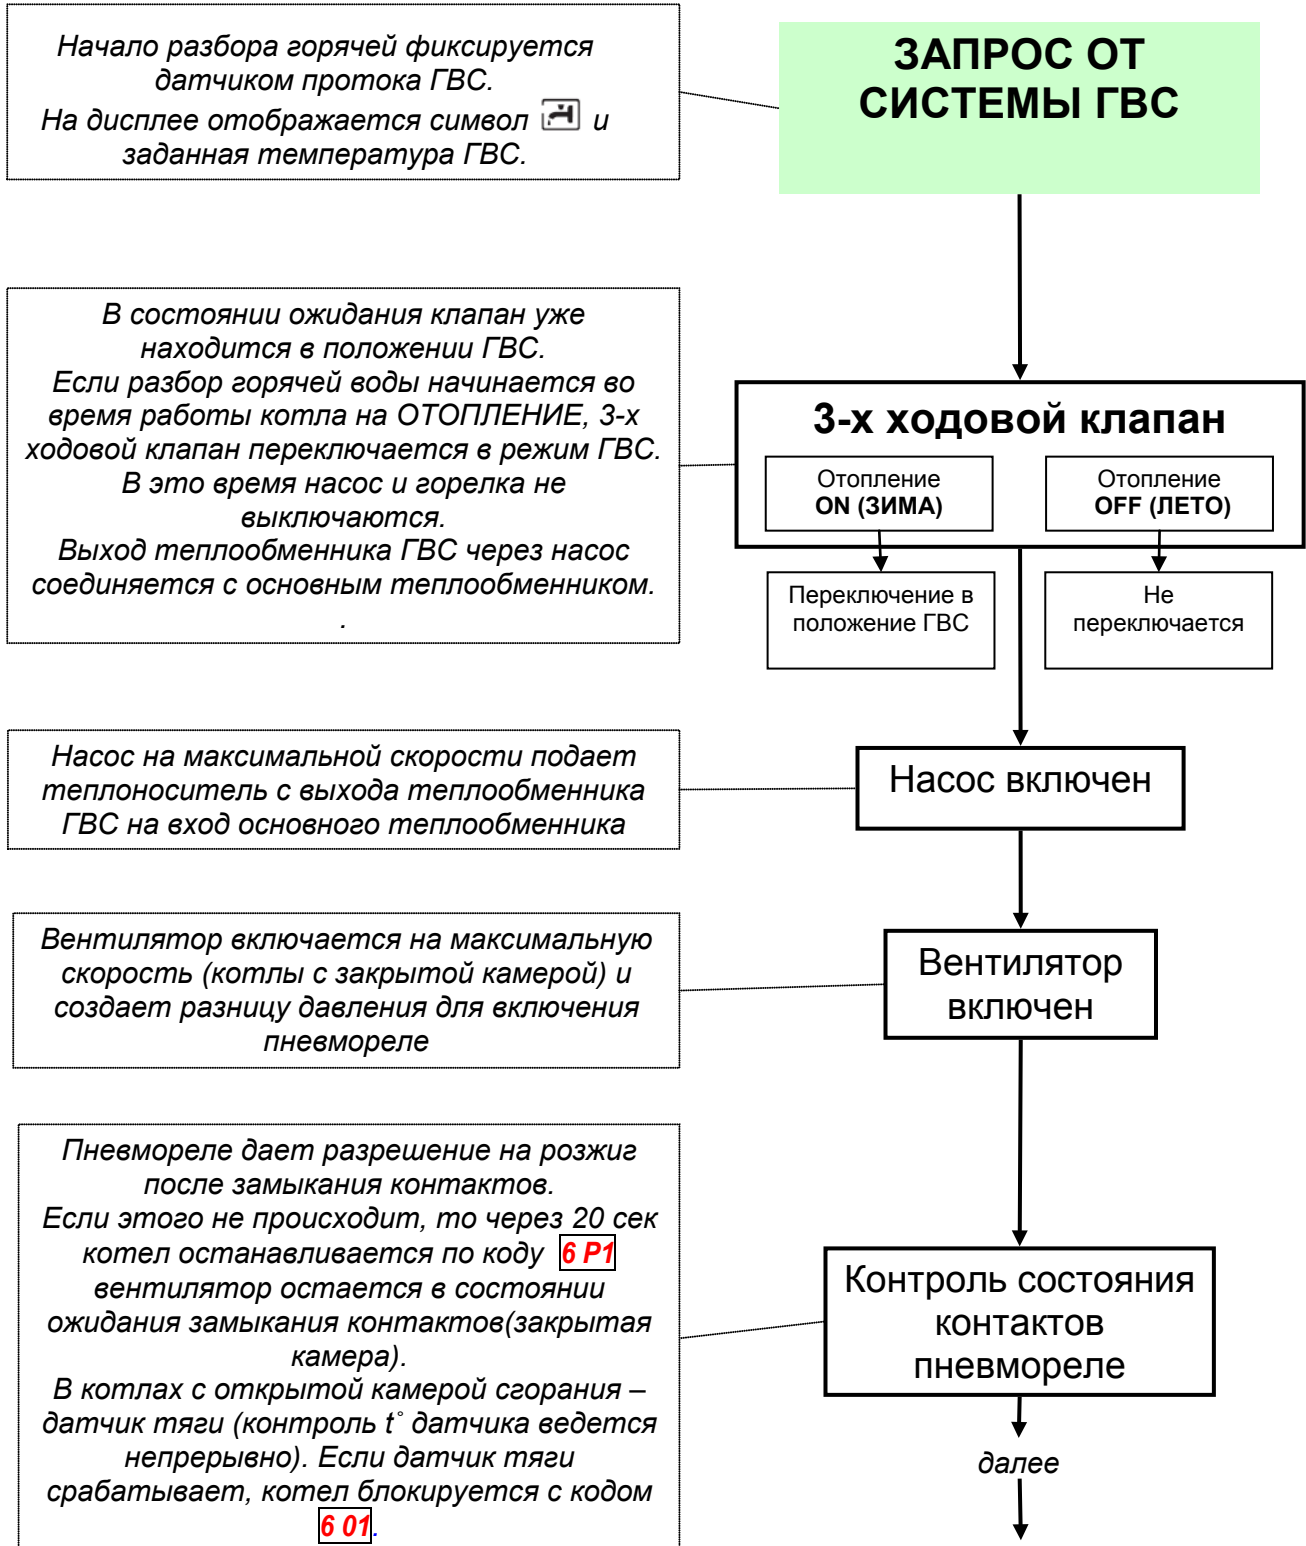 Начало разбора горячей фиксируется
датчиком протока ГВС.
На дисплее отображается символ и
заданная температура ГВС.
ЗАПРОС ОТ
СИСТЕМЫ ГВС
В состоянии ожидания клапан уже
находится в положении ГВС.
Если разбор горячей воды начинается во
время работы котла на ОТОПЛЕНИЕ, 3-х
ходовой клапан переключается в режим ГВС.
В это время насос и горелка не
выключаются.
Выход теплообменника ГВС через насос
соединяется с основным теплообменником.
.
3-х ходовой клапан
Отопление
ON (ЗИМА)
Отопление
OFF (ЛЕТО)
Переключение в
положение ГВС
Не
переключается
Насос на максимальной скорости подает
теплоноситель с выхода теплообменника
ГВС на вход основного теплообменника
Насос включен
Вентилятор включается на максимальную
скорость (котлы с закрытой камерой) и
создает разницу давления для включения
пневмореле
Вентилятор
включен
Пневмореле дает разрешение на розжиг
после замыкания контактов.
Если этого не происходит, то через 20 сек
котел останавливается по коду 6 P1
вентилятор остается в состоянии
ожидания замыкания контактов(закрытая
камера).
В котлах с открытой камерой сгорания –
датчик тяги (контроль t° датчика ведется
непрерывно). Если датчик тяги
срабатывает, котел блокируется с кодом
6 01.
Контроль состояния
контактов
пневмореле
далее